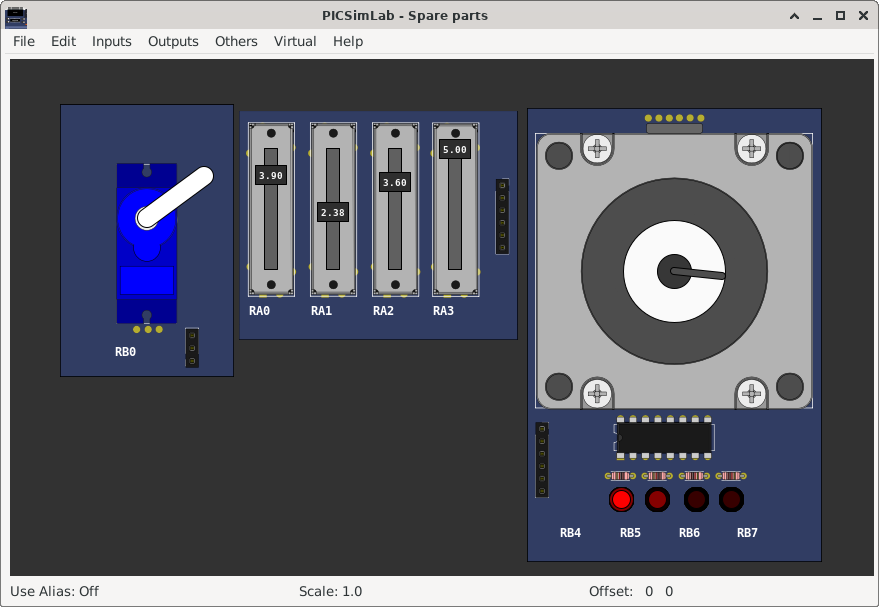 PICSimLab - Spare parts
File Edit Inputs Outputs Others Virtual Help
3.90
2.38
3.60
5.00
RA0 RA1 RA2 RA3
RB0
RB4 RB5 RB6 RB7
Use Alias: Off Scale: 1.0 Offset: 0 0